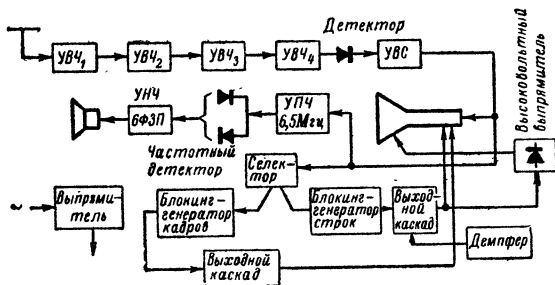 Детектор
УВЧ₁
УВЧ₂
УВЧ₃
УВЧ₄
УВС
Высоковольтный
выпрямитель
УНЧ
6Ф3П
УПЧ
6,5Мгц
Частотный
детектор
Селек-
тор
Выпрями-
тель
Блокинг-
генератор
кадров
Блокинг-
генератор
строк
Выход-
ной
каскад
Выходной
каскад
Демпфер